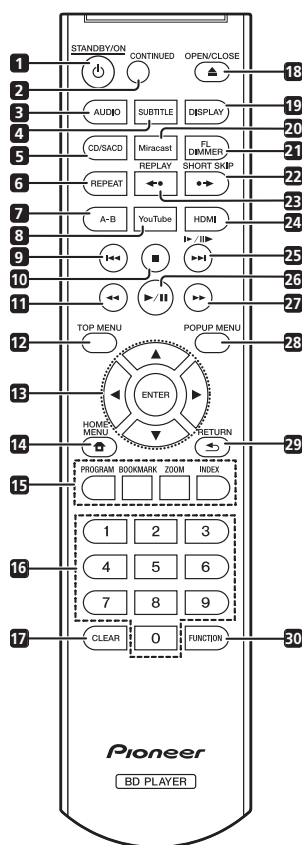 STANDBY/ON CONTINUED OPEN/CLOSE
1 18
2
3 AUDIO SUBTITLE DISPLAY 19
4 20
5 CD/SACD Miracast FL DIMMER 21
REPLAY SHORT SKIP 22
6 REPEAT
23
7 A-B YouTube HDMI 24
8
9 25
10 26
11 27
12 TOP MENU POPUP MENU 28
13 ENTER
HOME MENU RETURN
14 29
PROGRAM BOOKMARK ZOOM INDEX
15
1 2 3
16 4 5 6
7 8 9
17 CLEAR 0 FUNCTION 30
Pioneer
BD PLAYER